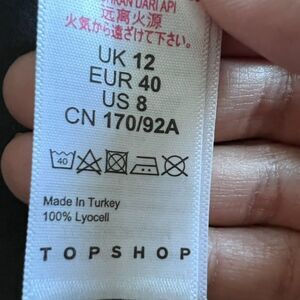 DARI API
远离火源
火気から遠ざけて下さい。
UK 12
EUR 40
US 8
CN 170/92A
40
Made In Turkey
100% Lyocell
TOPSHOP